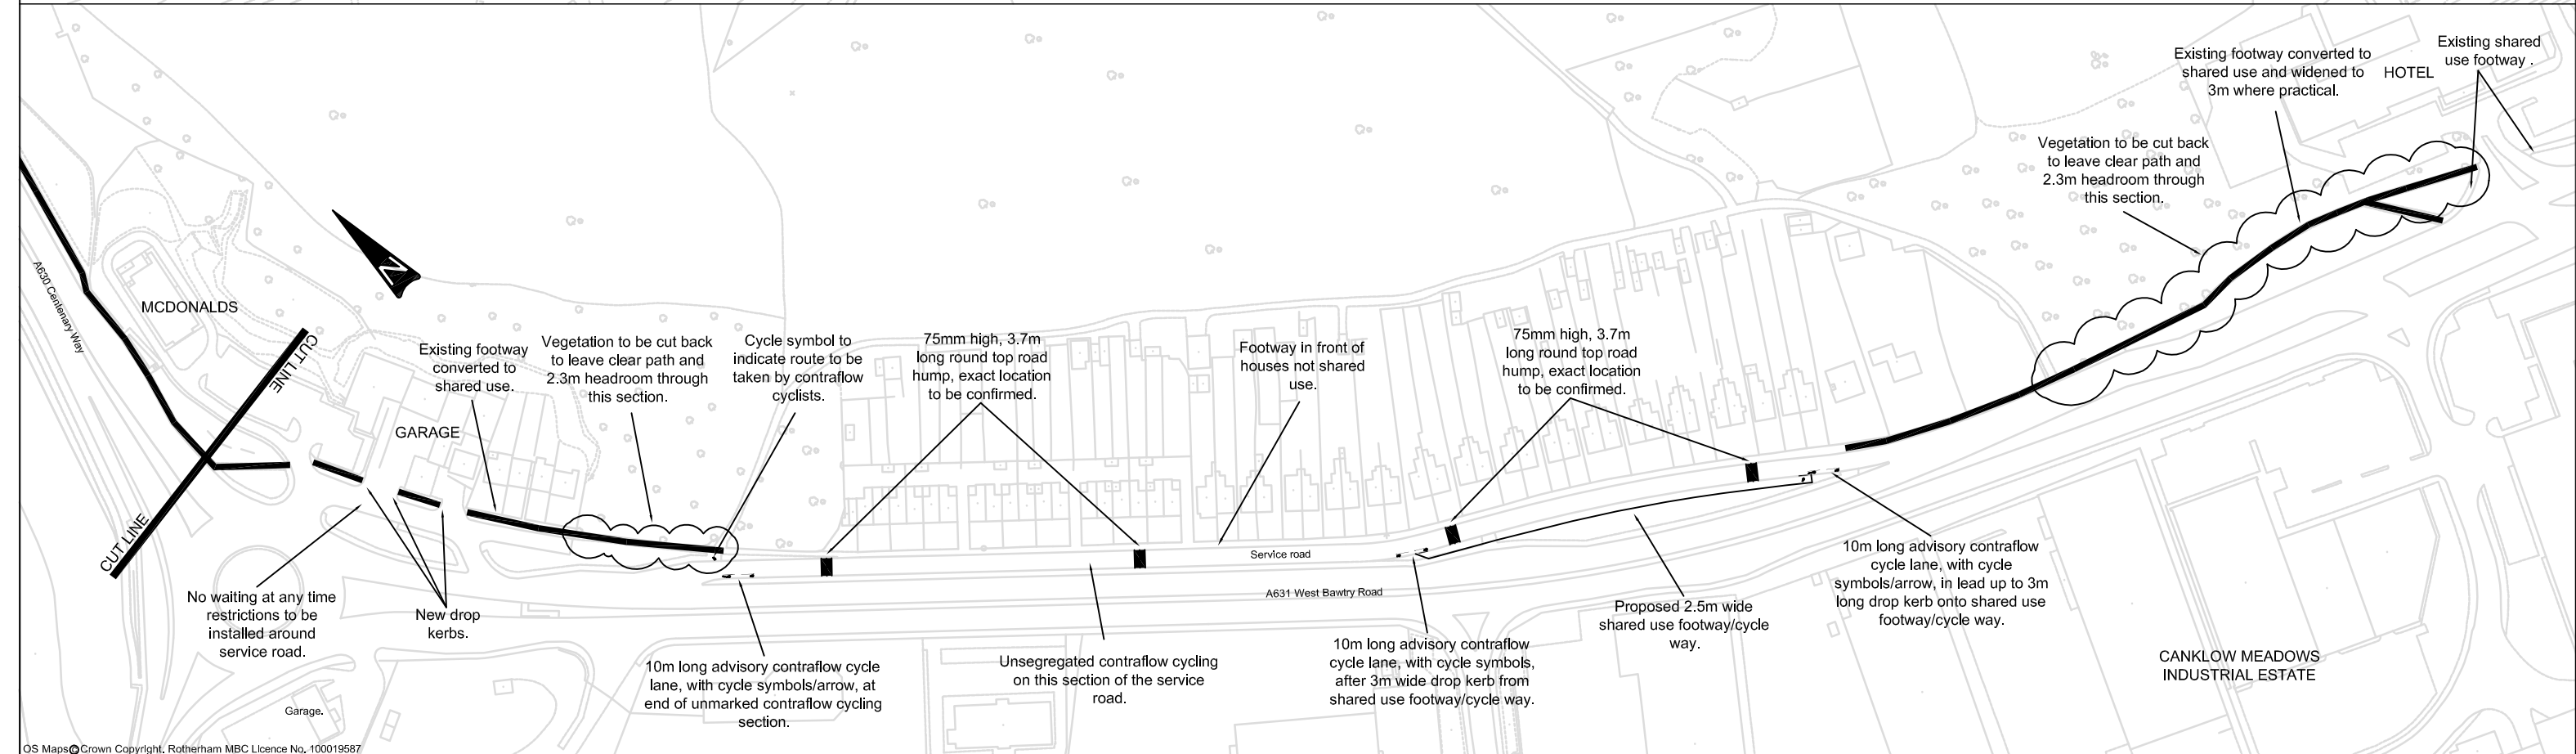 Existing shared
use footway .
Existing footway converted to
shared use and widened to
3m where practical.
HOTEL
Vegetation to be cut back
to leave clear path and
2.3m headroom through
this section.
A630 Centenary Way
MCDONALDS
N
CUT LINE
Existing footway
converted to
shared use.
Vegetation to be cut back
to leave clear path and
2.3m headroom through
this section.
Cycle symbol to
indicate route to be
taken by contraflow
cyclists.
75mm high, 3.7m
long round top road
hump, exact location
to be confirmed.
Footway in front of
houses not shared
use.
75mm high, 3.7m
long round top road
hump, exact location
to be confirmed.
GARAGE
CUT LINE
Service road
A631 West Bawtry Road
No waiting at any time
restrictions to be
installed around
service road.
New drop
kerbs.
10m long advisory contraflow cycle
lane, with cycle symbols/arrow, at
end of unmarked contraflow cycling
section.
Unsegregated contraflow cycling
on this section of the service
road.
10m long advisory contraflow
cycle lane, with cycle symbols,
after 3m wide drop kerb from
shared use footway/cycle way.
Proposed 2.5m wide
shared use footway/cycle
way.
10m long advisory contraflow
cycle lane, with cycle
symbols/arrow, in lead up to 3m
long drop kerb onto shared use
footway/cycle way.
CANKLOW MEADOWS
INDUSTRIAL ESTATE
Garage.
OS Maps © Crown Copyright. Rotherham MBC Licence No. 100019587